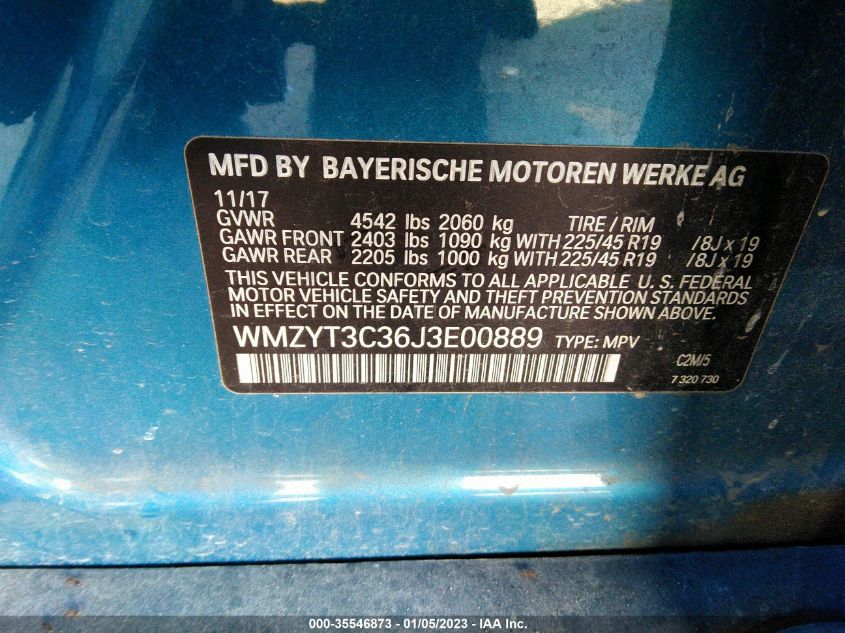 MFD BY BAYERISCHE MOTOREN WERKE AG
11/17
GVWR 4542 lbs 2060 kg TIRE / RIM
GAWR FRONT 2403 lbs 1090 kg WITH 225/45 R19 /8J x 19
GAWR REAR 2205 lbs 1000 kg WITH 225/45 R19 /8J x 19
THIS VEHICLE CONFORMS TO ALL APPLICABLE U. S. FEDERAL
MOTOR VEHICLE SAFETY AND THEFT PREVENTION STANDARDS
IN EFFECT ON THE DATE OF MANUFACTURE SHOWN ABOVE.
WMZYT3C36J3E00889 TYPE: MPV
C2M/5
7 320 730
000-35546873 — 01/05/2023 — IAA Inc.